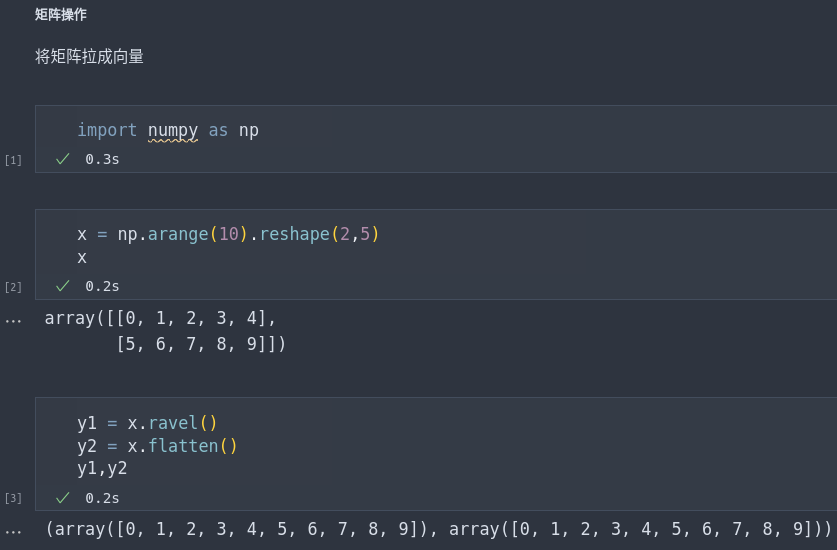 矩阵操作
将矩阵拉成向量
import numpy as np
[1] 0.3s
x = np.arange(10).reshape(2,5)
x
[2] 0.2s
... array([[0, 1, 2, 3, 4],
[5, 6, 7, 8, 9]])
y1 = x.ravel()
y2 = x.flatten()
y1,y2
[3] 0.2s
... (array([0, 1, 2, 3, 4, 5, 6, 7, 8, 9]), array([0, 1, 2, 3, 4, 5, 6, 7, 8, 9]))